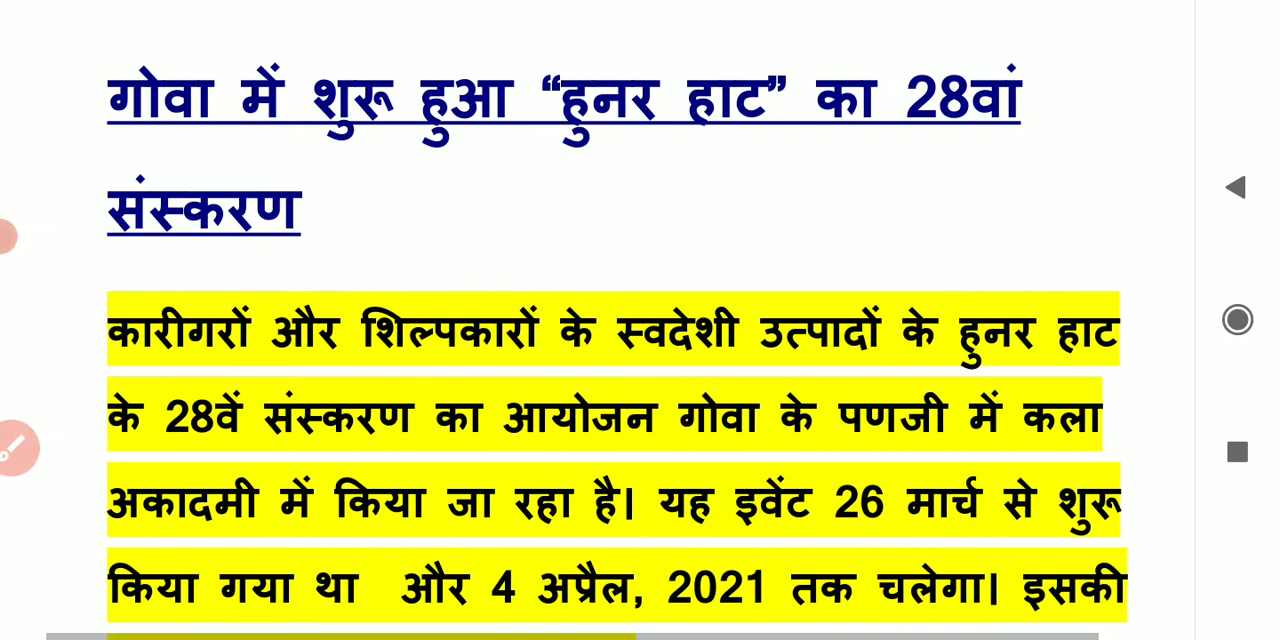 गोवा में शुरू हुआ “हुनर हाट” का 28वां
संस्करण
कारीगरों और शिल्पकारों के स्वदेशी उत्पादों के हुनर हाट
के 28वें संस्करण का आयोजन गोवा के पणजी में कला
अकादमी में किया जा रहा है। यह इवेंट 26 मार्च से शुरू
किया गया था और 4 अप्रैल, 2021 तक चलेगा। इसकी